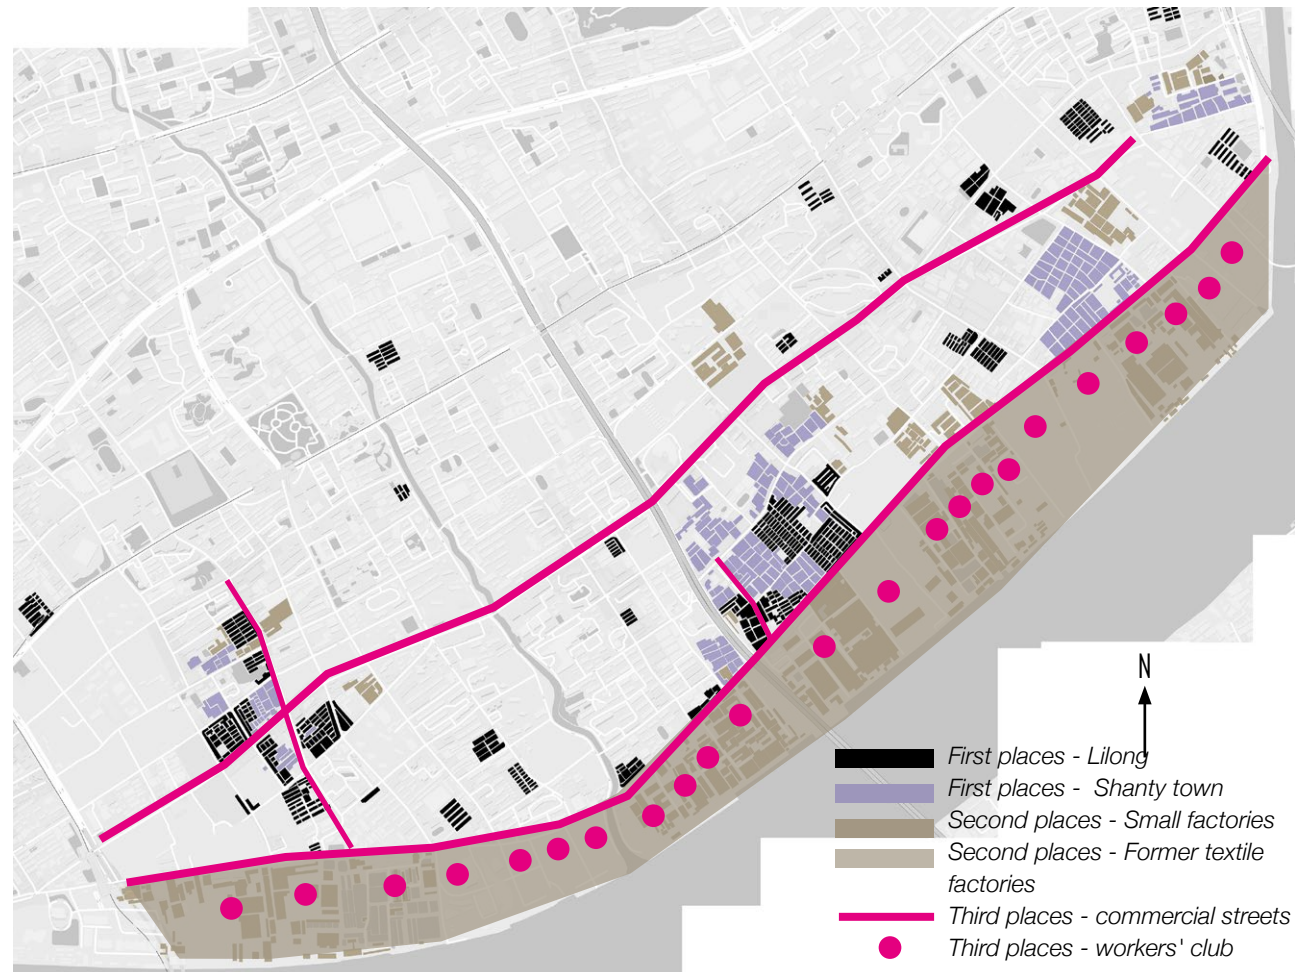 N
First places - Lilong
First places -  Shanty town
Second places - Small factories
Second places - Former textile
factories
Third places - commercial streets
Third places - workers' club